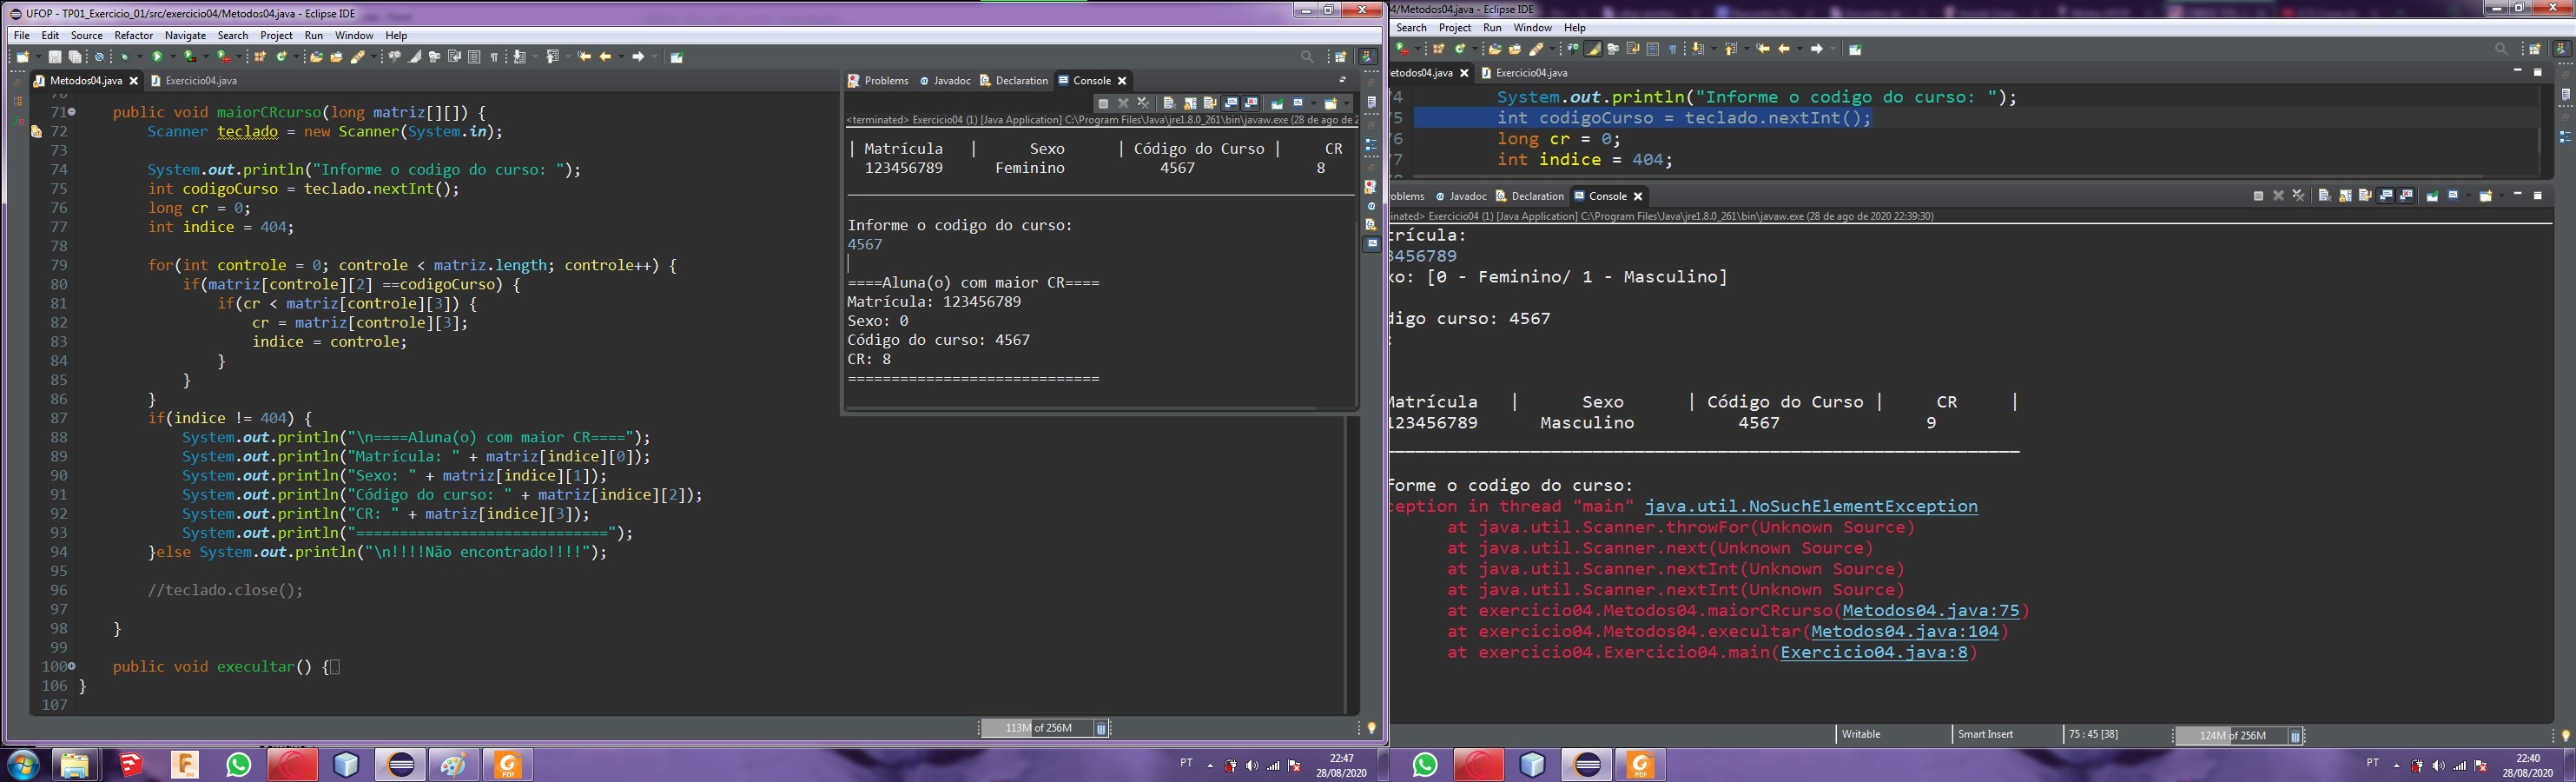 UFOP - TP01_Exercicio_01/src/exercicio04/Metodos04.java - Eclipse IDE
File Edit Source Refactor Navigate Search Project Run Window Help
Metodos04.java Exercicio04.java
71 public void maiorCRcurso(long matriz[][]) {
72 Scanner teclado = new Scanner(System.in);
73
74 System.out.println("Informe o codigo do curso: ");
75 int codigoCurso = teclado.nextInt();
76 long cr = 0;
77 int indice = 404;
78
79 for(int controle = 0; controle < matriz.length; controle++) {
80 if(matriz[controle][2] ==codigoCurso) {
81 if(cr < matriz[controle][3]) {
82 cr = matriz[controle][3];
83 indice = controle;
84 }
85 }
86 }
87 if(indice != 404) {
88 System.out.println("\n====Aluna(o) com maior CR====");
89 System.out.println("Matrícula: " + matriz[indice][0]);
90 System.out.println("Sexo: " + matriz[indice][1]);
91 System.out.println("Código do curso: " + matriz[indice][2]);
92 System.out.println("CR: " + matriz[indice][3]);
93 System.out.println("=============================");
94 }else System.out.println("\n!!!!Não encontrado!!!!");
95
96 //teclado.close();
97
98 }
99
100 public void execultar() {
106 }
107
Problems Javadoc Declaration Console
<terminated> Exercicio04 (1) [Java Application] C:\Program Files\Java\jre1.8.0_261\bin\javaw.exe (28 de ago de 2
| Matrícula | Sexo | Código do Curso | CR
123456789 Feminino 4567 8
Informe o codigo do curso:
4567
====Aluna(o) com maior CR====
Matrícula: 123456789
Sexo: 0
Código do curso: 4567
CR: 8
=============================
113M of 256M
PT
22:47
28/08/2020
4/Metodos04.java - Eclipse IDE
Search Project Run Window Help
etodos04.java Exercicio04.java
4 System.out.println("Informe o codigo do curso: ");
5 int codigoCurso = teclado.nextInt();
6 long cr = 0;
7 int indice = 404;
oblems Javadoc Declaration Console
inated> Exercicio04 (1) [Java Application] C:\Program Files\Java\jre1.8.0_261\bin\javaw.exe (28 de ago de 2020 22:39:30)
trícula:
3456789
xo: [0 - Feminino/ 1 - Masculino]
digo curso: 4567
:
Matrícula | Sexo | Código do Curso | CR |
123456789 Masculino 4567 9
forme o codigo do curso:
ception in thread "main" java.util.NoSuchElementException
at java.util.Scanner.throwFor(Unknown Source)
at java.util.Scanner.next(Unknown Source)
at java.util.Scanner.nextInt(Unknown Source)
at java.util.Scanner.nextInt(Unknown Source)
at exercicio04.Metodos04.maiorCRcurso(Metodos04.java:75)
at exercicio04.Metodos04.execultar(Metodos04.java:104)
at exercicio04.Exercicio04.main(Exercicio04.java:8)
Writable Smart Insert 75 : 45 [38] 124M of 256M
PT
22:40
28/08/2020